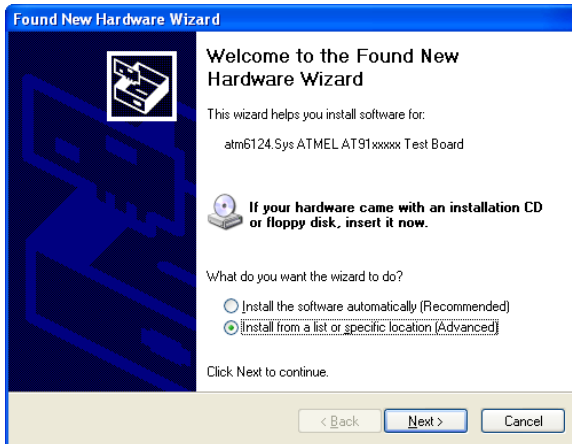 Found New Hardware Wizard
Welcome to the Found New
Hardware Wizard
This wizard helps you install software for:
atm6124.Sys ATMEL AT91xxxxx Test Board
If your hardware came with an installation CD
or floppy disk, insert it now.
What do you want the wizard to do?
Install the software automatically (Recommended)
Install from a list or specific location (Advanced)
Click Next to continue.
< Back Next > Cancel